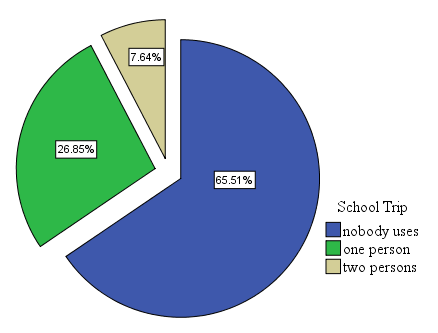 7.64%
26.85%
65.51%
School Trip
nobody uses
one person
two persons